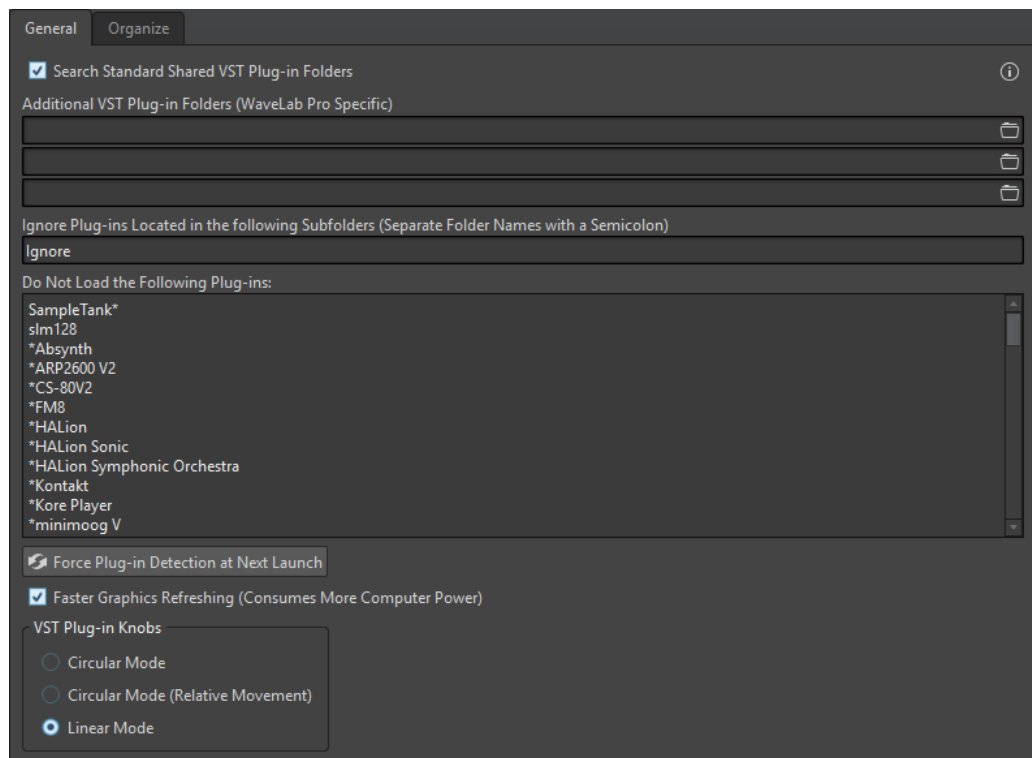 General
Organize
Search Standard Shared VST Plug-in Folders
Additional VST Plug-in Folders (WaveLab Pro Specific)
Ignore Plug-ins Located in the following Subfolders (Separate Folder Names with a Semicolon)
Ignore
Do Not Load the Following Plug-ins:
SampleTank*
slm128
*Absynth
*ARP2600 V2
*CS-80V2
*FM8
*HALion
*HALion Sonic
*HALion Symphonic Orchestra
*Kontakt
*Kore Player
*minimoog V
Force Plug-in Detection at Next Launch
Faster Graphics Refreshing (Consumes More Computer Power)
VST Plug-in Knobs
Circular Mode
Circular Mode (Relative Movement)
Linear Mode